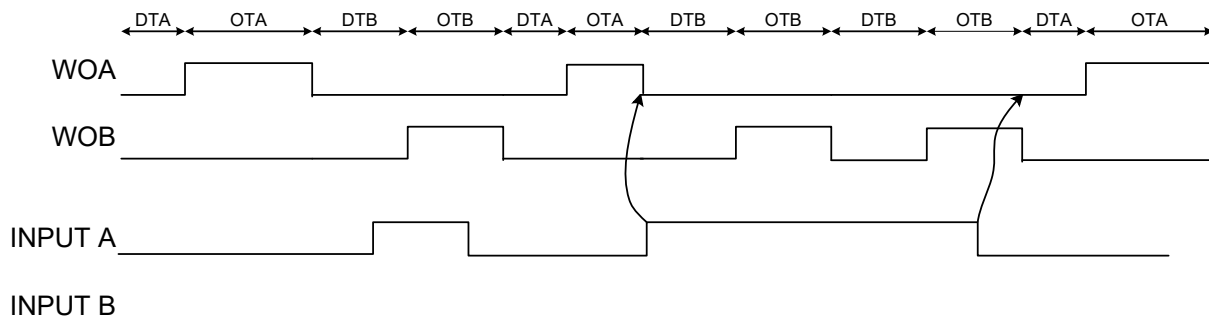 DTA OTA DTB OTB DTA OTA DTB OTB DTB OTB DTA OTA
WOA
WOB
INPUT A
INPUT B